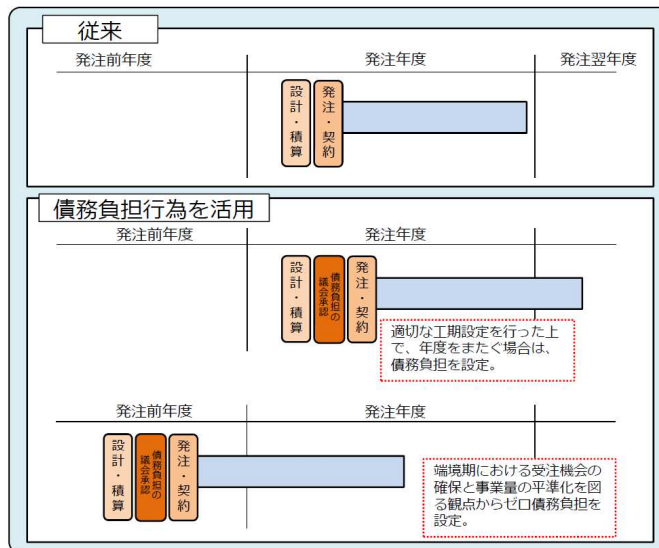 従来
発注前年度 発注年度 発注翌年度
設計・積算
発注・契約
債務負担行為を活用
発注前年度 発注年度
設計・積算
債務負担の
議会承認
発注・契約
適切な工期設定を行った上
で、年度をまたぐ場合は、
債務負担を設定。
発注前年度 発注年度
設計・積算
債務負担の
議会承認
発注・契約
端境期における受注機会の
確保と事業量の平準化を図
る観点からゼロ債務負担を
設定。